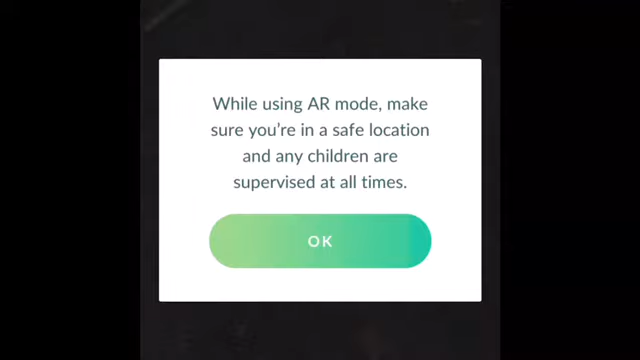 While using AR mode, make
sure you're in a safe location
and any children are
supervised at all times.
OK